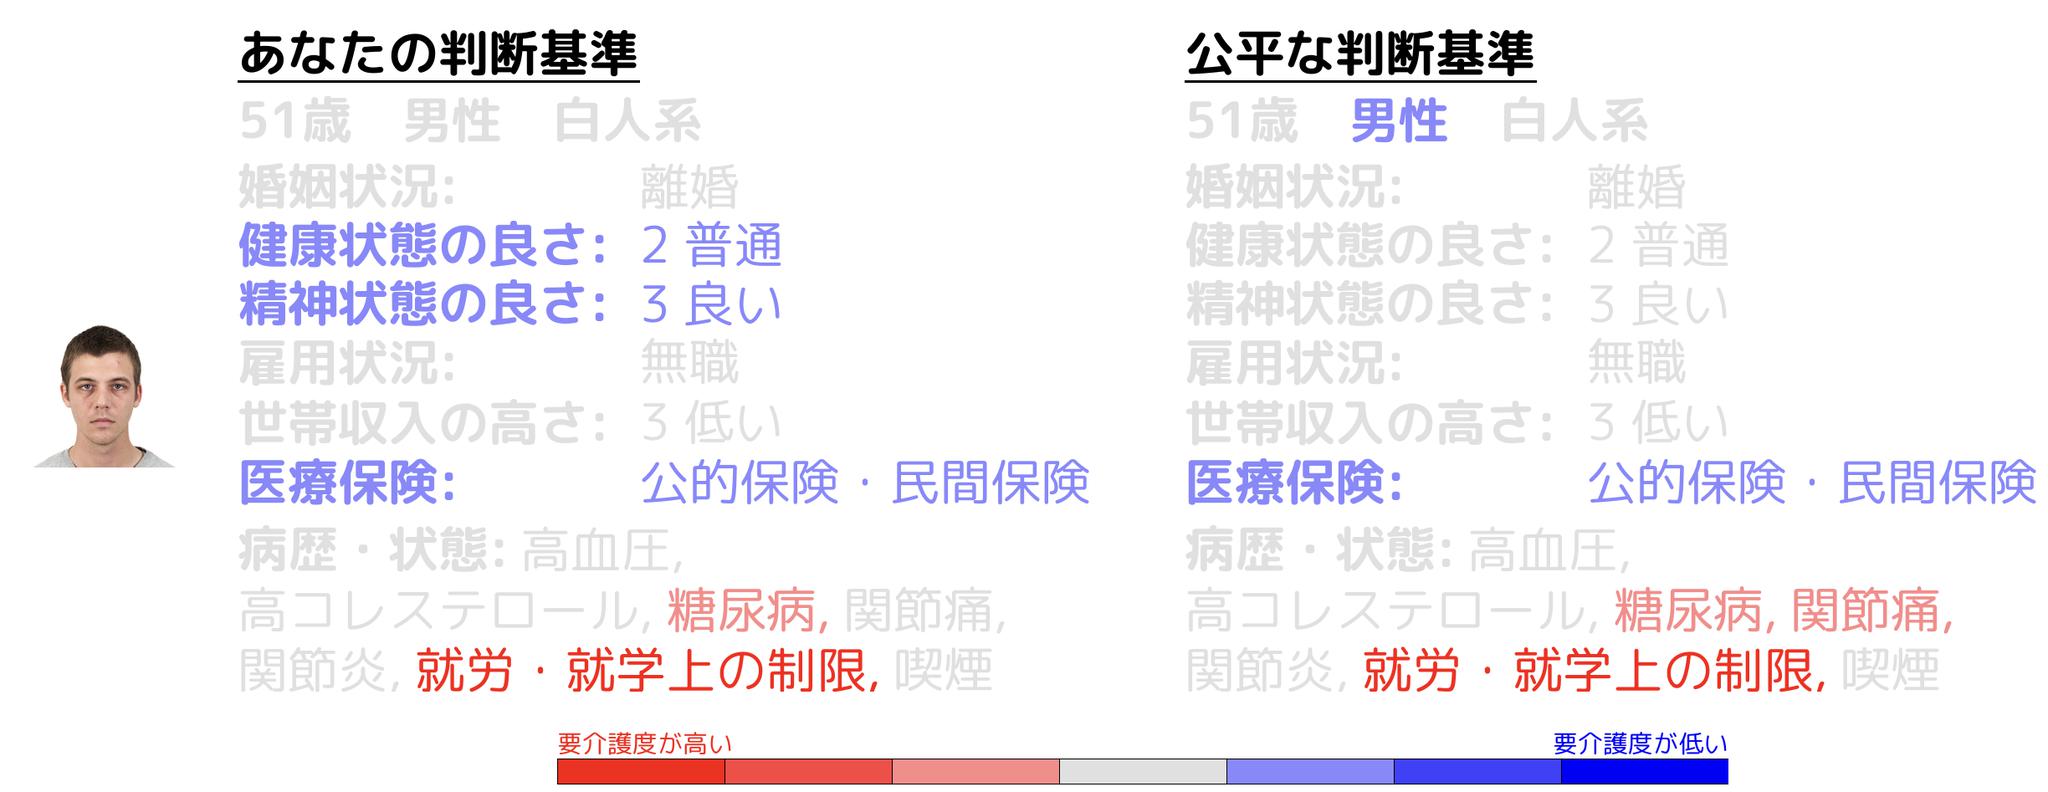 あなたの判断基準
51歳 男性 白人系
婚姻状況: 離婚
健康状態の良さ: 2 普通
精神状態の良さ: 3 良い
雇用状況: 無職
世帯収入の高さ: 3 低い
医療保険: 公的保険・民間保険
病歴・状態: 高血圧,
高コレステロール, 糖尿病, 関節痛,
関節炎, 就労・就学上の制限, 喫煙
公平な判断基準
51歳 男性 白人系
婚姻状況: 離婚
健康状態の良さ: 2 普通
精神状態の良さ: 3 良い
雇用状況: 無職
世帯収入の高さ: 3 低い
医療保険: 公的保険・民間保険
病歴・状態: 高血圧,
高コレステロール, 糖尿病, 関節痛,
関節炎, 就労・就学上の制限, 喫煙
要介護度が高い
要介護度が低い